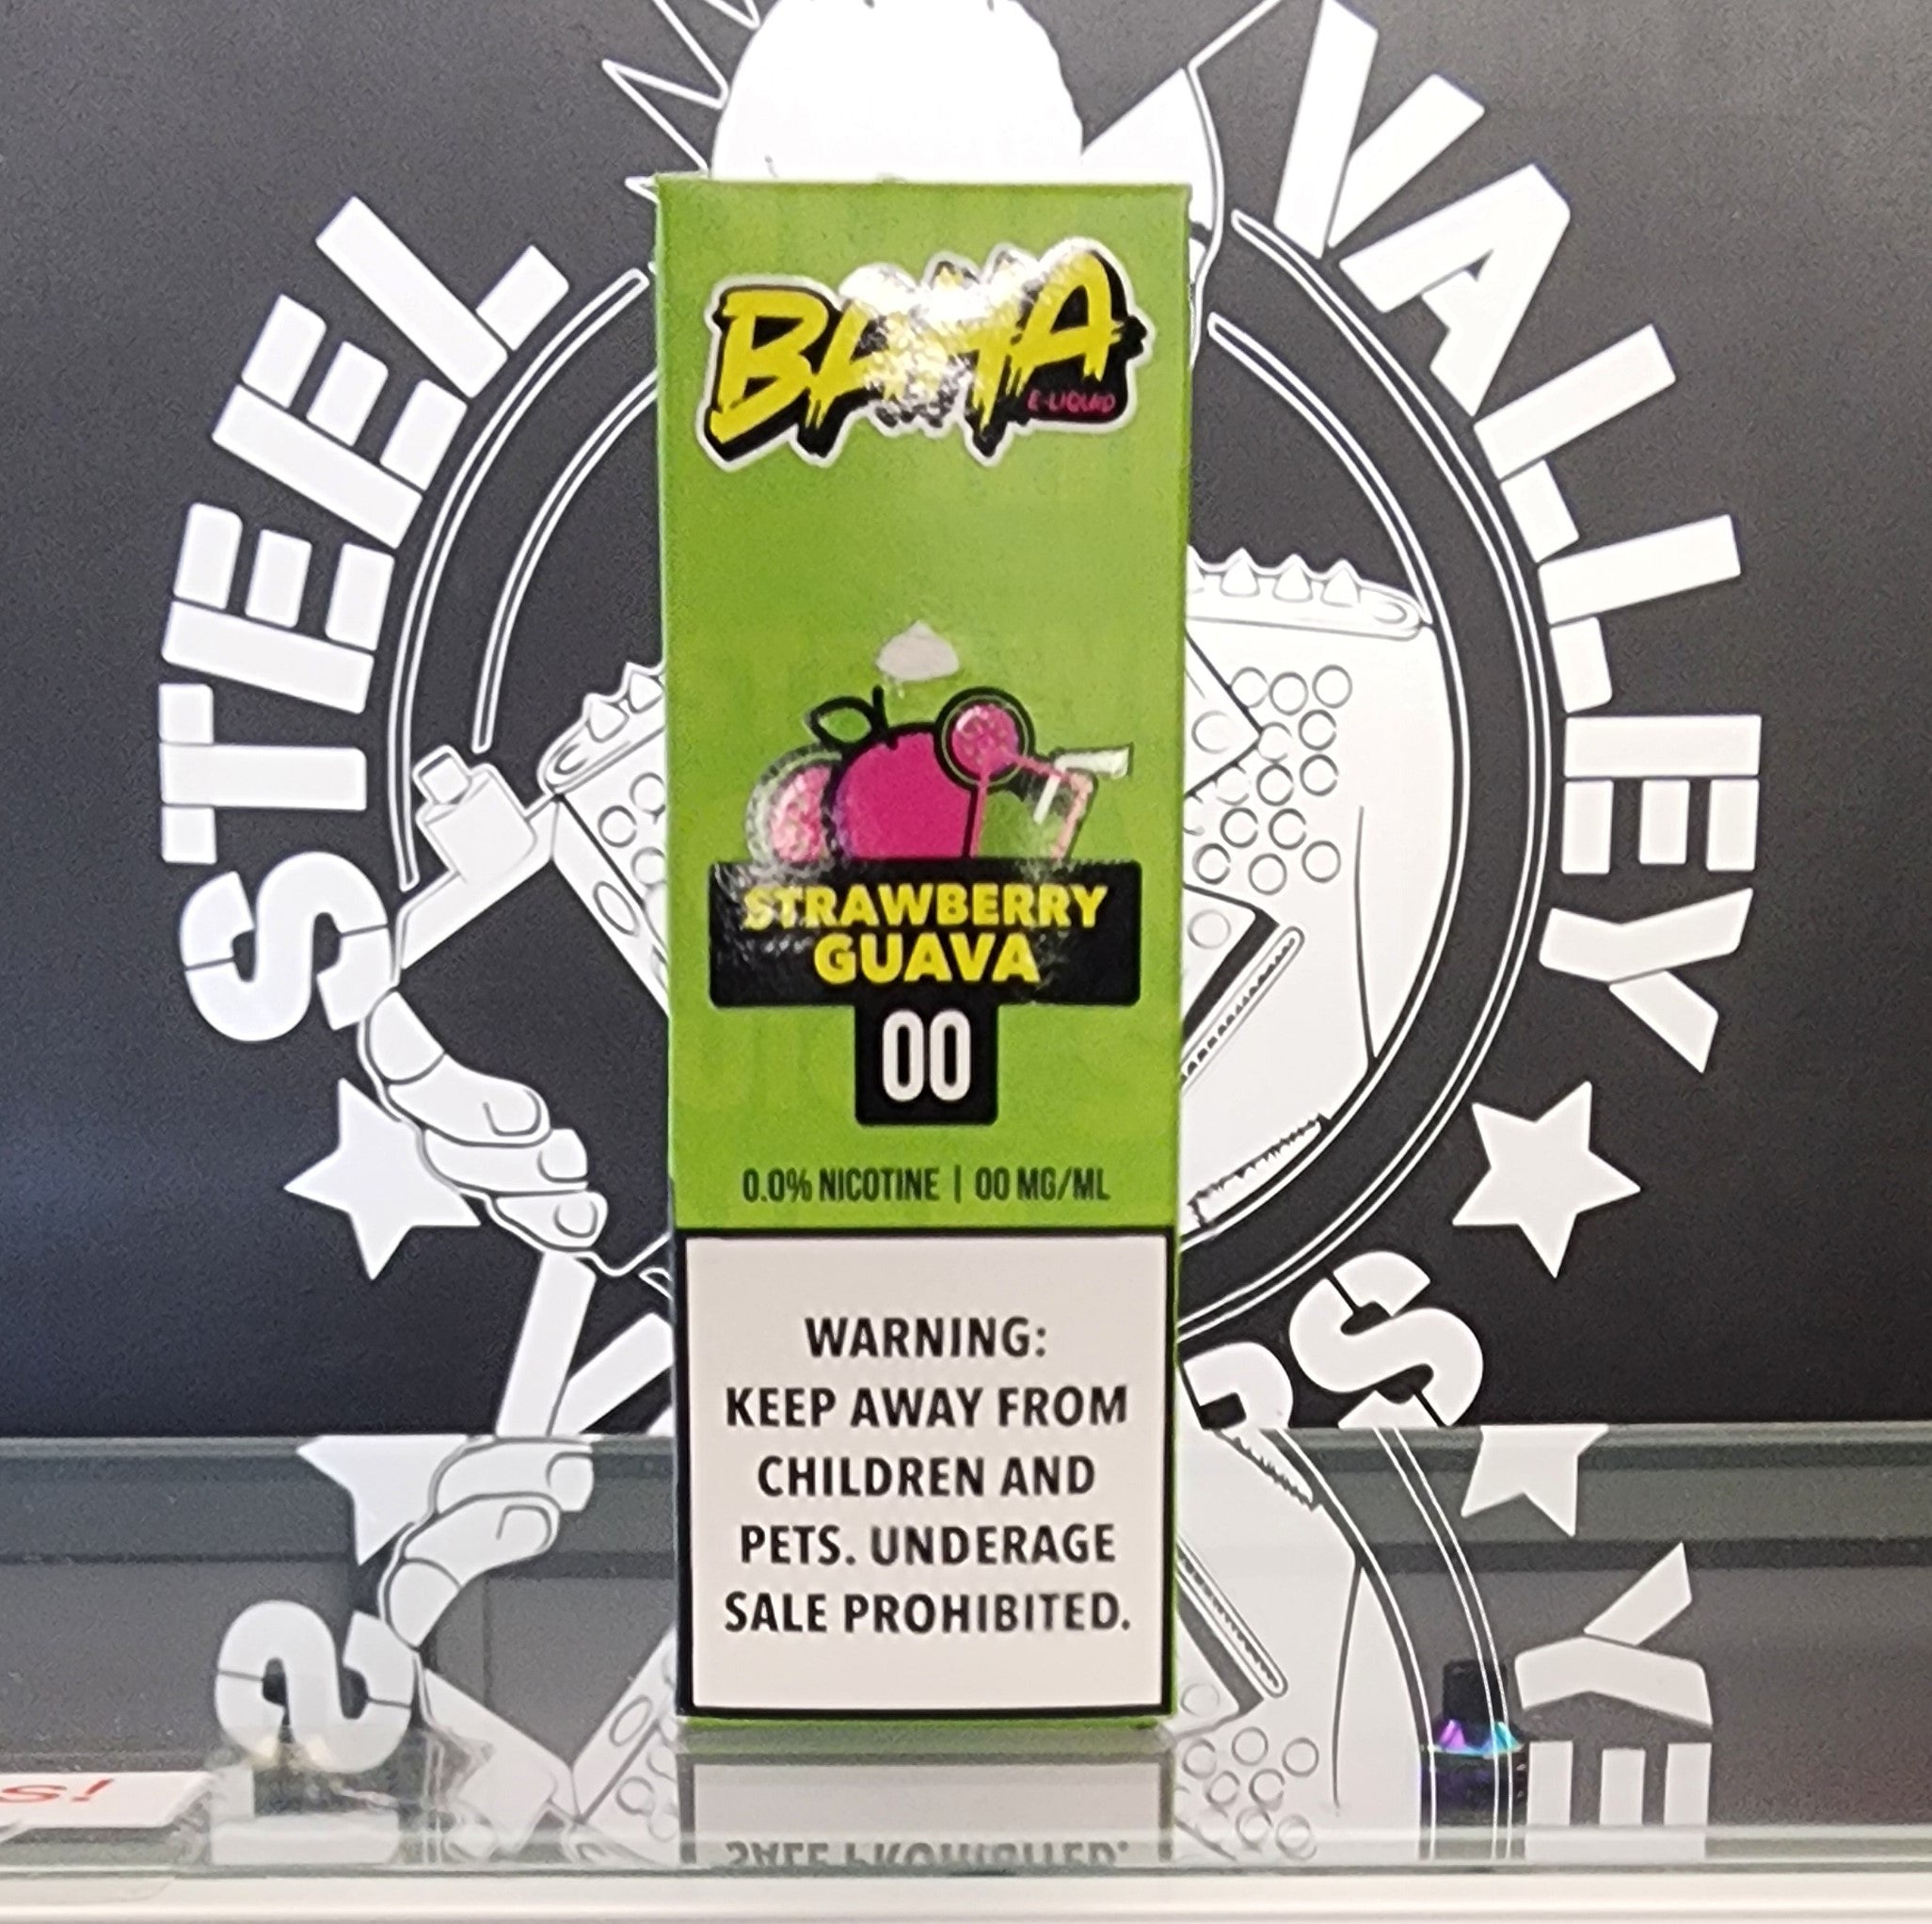 STEEL VALLEY
E-LIQUID
STRAWBERRY
GUAVA
00
0.0% NICOTINE | 00 MG/ML
WARNING:
KEEP AWAY FROM
CHILDREN AND
PETS. UNDERAGE
SALE PROHIBITED.
s!